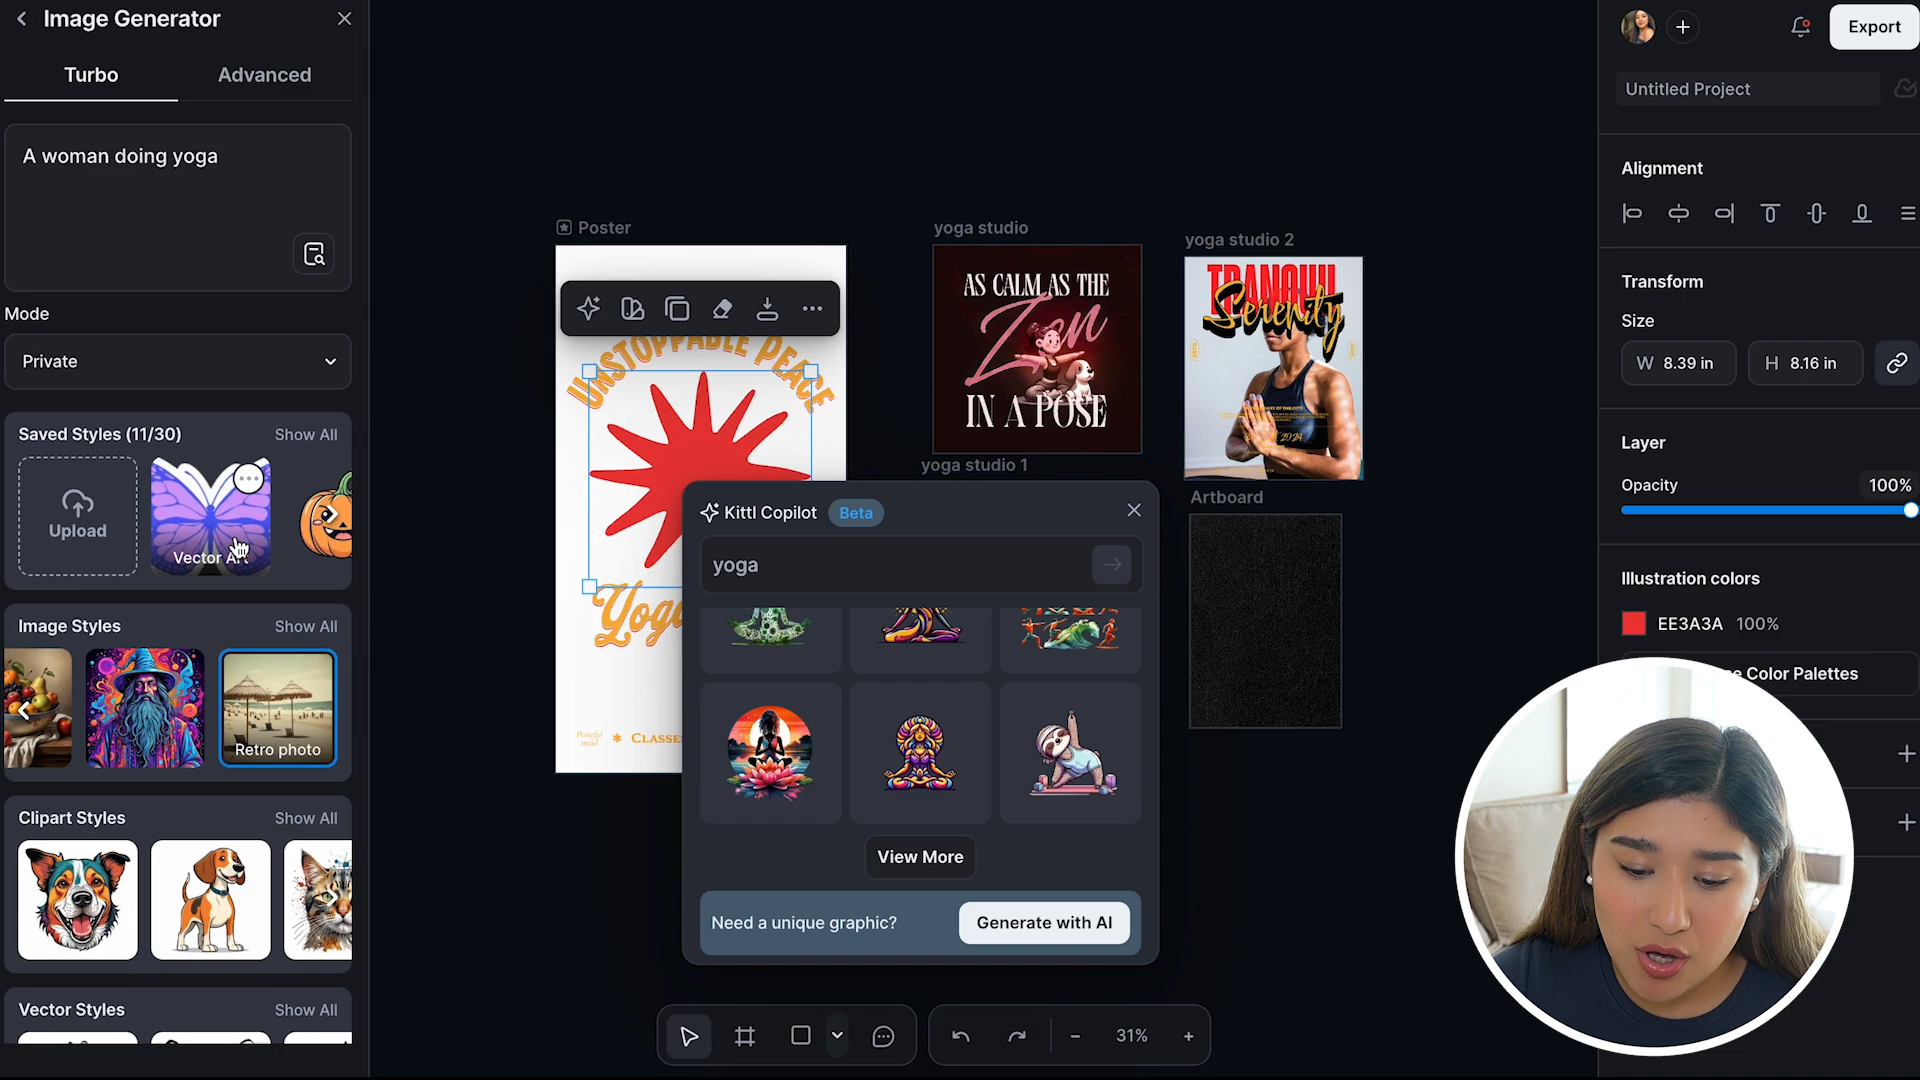 Image Generator
Turbo
Advanced
A woman doing yoga
Mode
Private
Saved Styles (11/30)
Show All
Upload
Vector Art
Image Styles
Show All
Retro photo
Clipart Styles
Show All
Vector Styles
Show All
Poster
UNSTOPPABLE PEACE
Yoga
Peaceful
mind
* CLASSES
yoga studio
AS CALM AS THE
Zen
IN A POSE
yoga studio 1
yoga studio 2
TRANQUIL
Serenity
Artboard
Kittl Copilot
Beta
yoga
View More
Need a unique graphic?
Generate with AI
31%
Export
Untitled Project
Alignment
Transform
Size
W 8.39 in
H 8.16 in
Layer
Opacity
100%
Illustration colors
EE3A3A 100%
Color Palettes